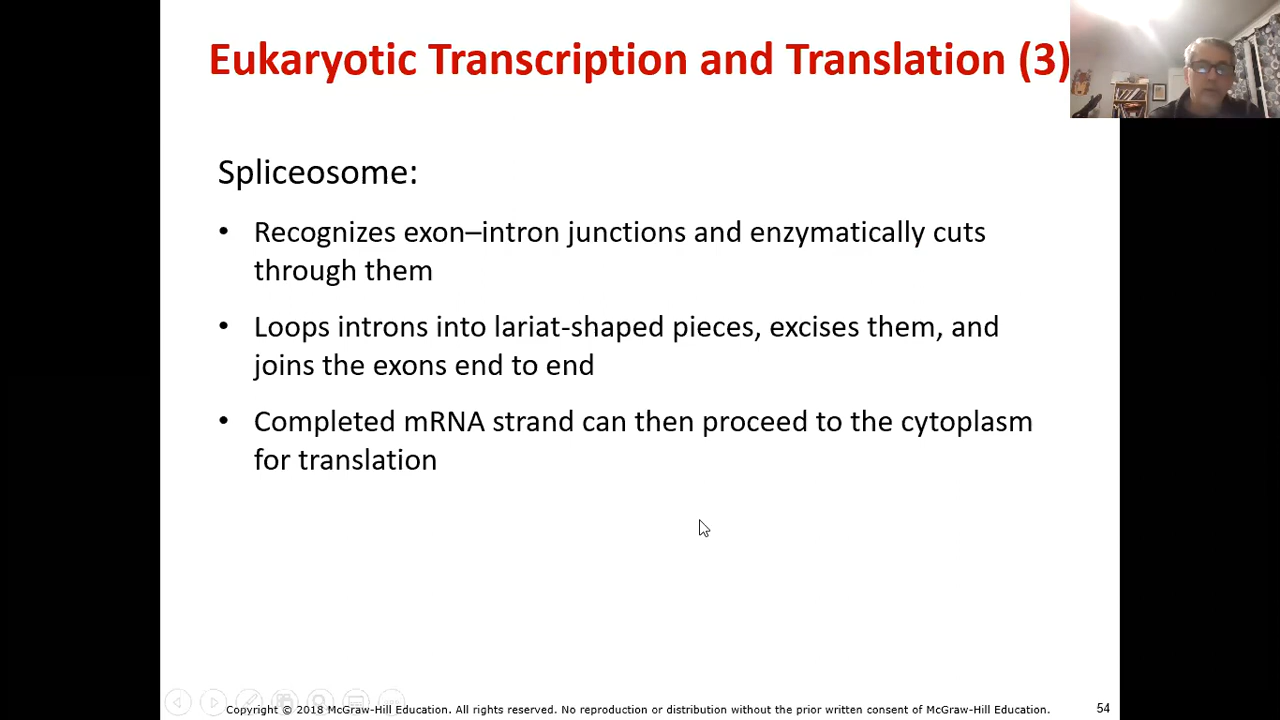 Eukaryotic Transcription and Translation (3)
Spliceosome:
• Recognizes exon–intron junctions and enzymatically cuts
through them
• Loops introns into lariat-shaped pieces, excises them, and
joins the exons end to end
• Completed mRNA strand can then proceed to the cytoplasm
for translation
Copyright © 2018 McGraw-Hill Education. All rights reserved. No reproduction or distribution without the prior written consent of McGraw-Hill Education.
54